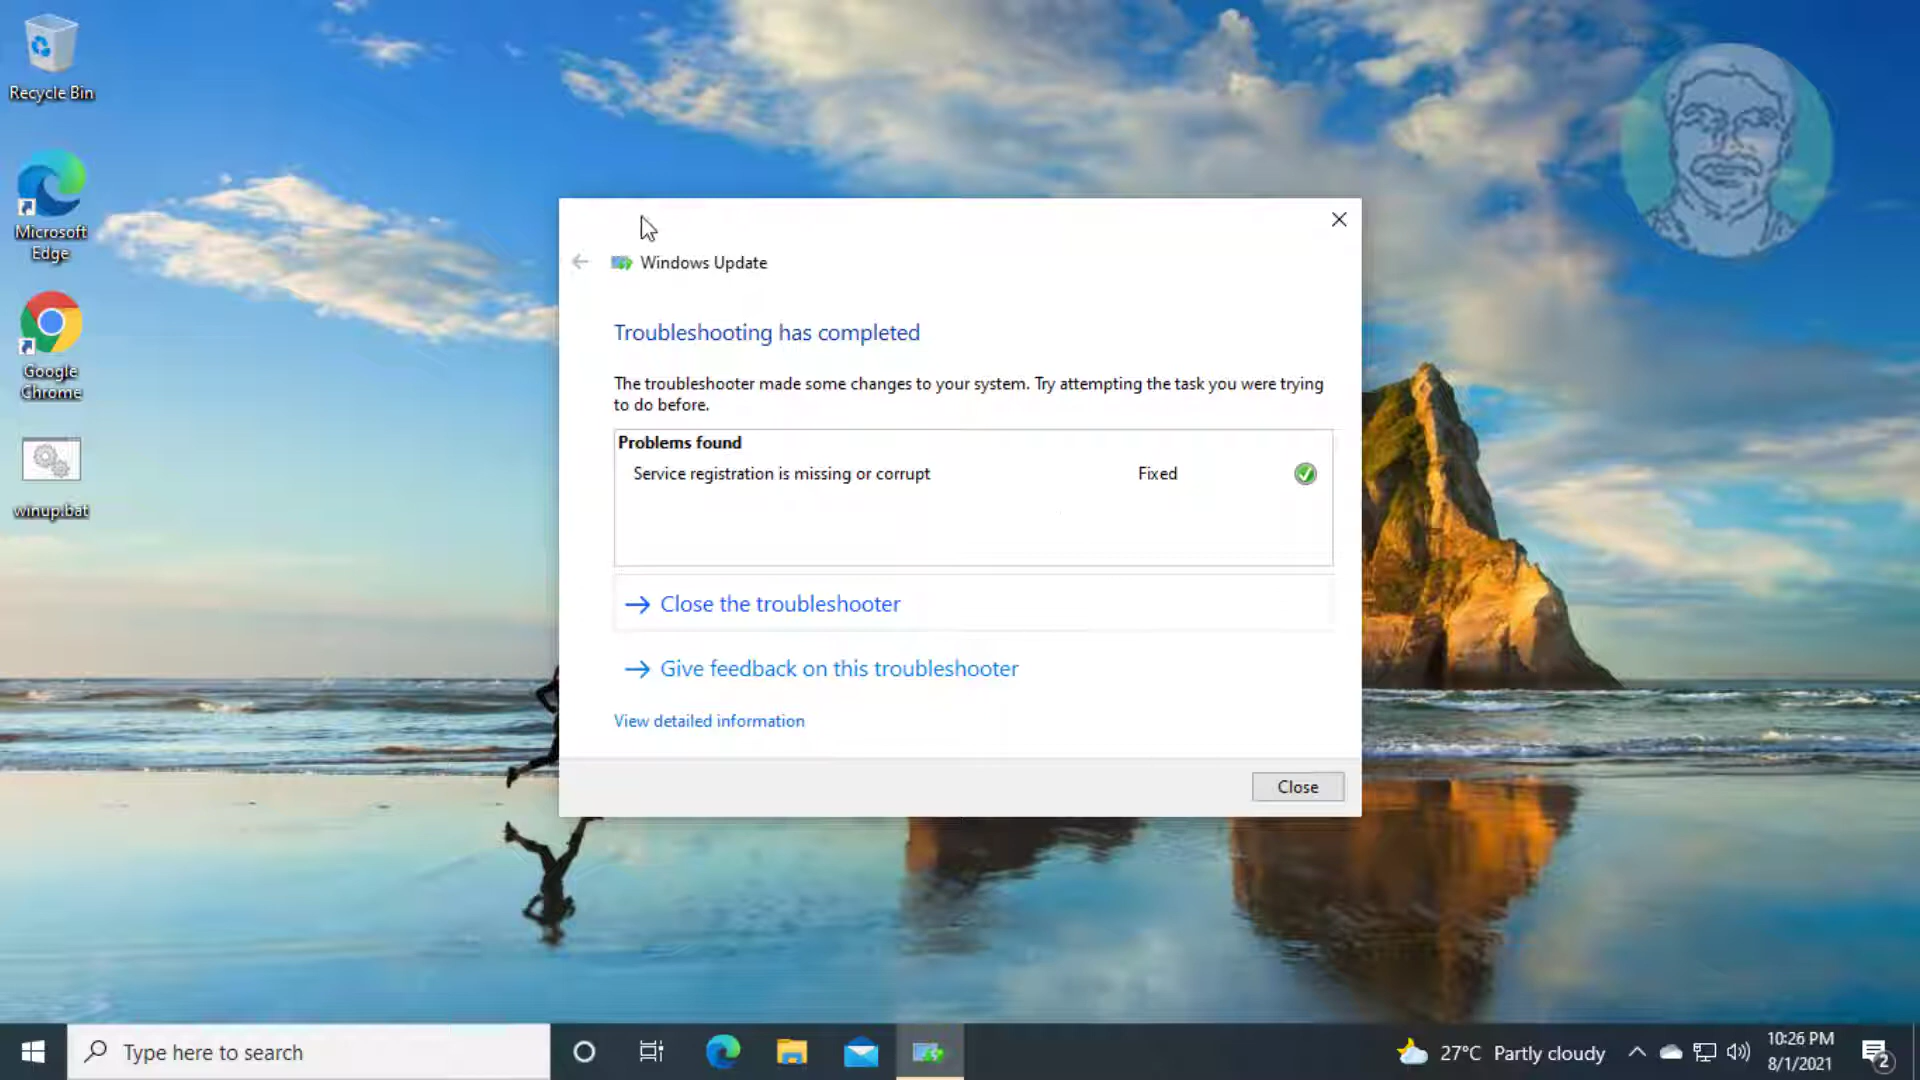 Recycle Bin
Microsoft
Edge
Google
Chrome
winup.bat
Windows Update
Troubleshooting has completed
The troubleshooter made some changes to your system. Try attempting the task you were trying
to do before.
Problems found
Service registration is missing or corrupt Fixed
Close the troubleshooter
Give feedback on this troubleshooter
View detailed information
Close
Type here to search
27°C Partly cloudy
10:26 PM
8/1/2021
2